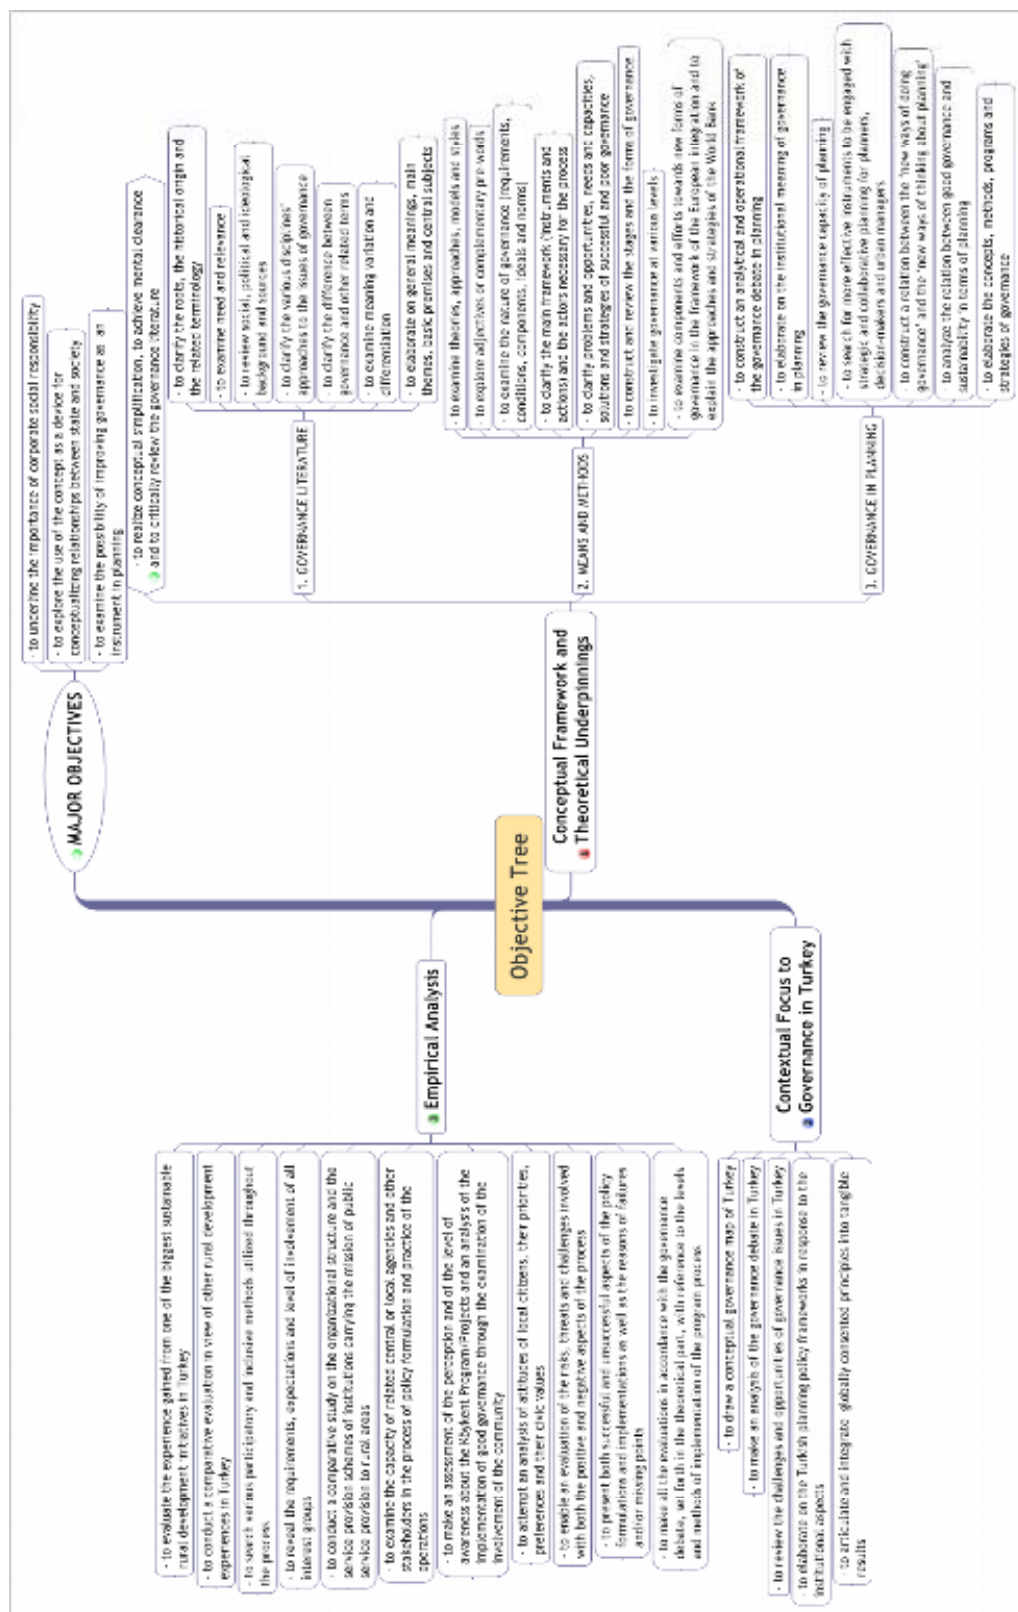 Objective Tree
MAJOR OBJECTIVES
- to underline the importance of corporate social responsibility
- to explore the use of the concept as a device for
conceptualizing relationships between state and society
- to examine the possibility of improving governance as an
instrument in planning
Conceptual Framework and
Theoretical Underpinnings
- to realize conceptual simplification, to achieve mental clearance
and to critically review the governance literature
1. GOVERNANCE LITERATURE
- to clarify the roots, the historical origin and
the related terminology
- to examine need and relevance
- to review social, political and ideological
background and sources
- to clarify the various disciplines'
approaches to the issues of governance
- to clarify the difference between
governance and other related terms
- to examine meaning variation and
differentiation
- to elaborate on general meanings, main
themes, basic premises and central subjects
2. MEANS AND METHODS
- to examine theories, approaches, models and styles
- to explore adjectives or complementary pre-words
- to examine the nature of governance (requirements,
conditions, components, ideals and norms)
- to clarify the main framework (instruments and
actions) and the actors necessary for the process
- to clarify problems and opportunities, needs and capacities,
solutions and strategies of successful and poor governance
- to construct and review the stages and the forms of governance
- to investigate governance at various levels
- to examine components and efforts towards new forms of
governance in the framework of the European integration and to
explain the approaches and strategies of the World Bank
3. GOVERNANCE IN PLANNING
- to construct an analytical and operational framework of
the governance debate in planning
- to elaborate on the institutional meaning of governance
in planning
- to review the governance capacity of planning
- to search for more effective instruments to be engaged with
strategic and collaborative planning for planners,
decision-makers and urban managers
- to construct a relation between the 'new ways of doing
governance' and the 'new ways of thinking about planning'
- to analyze the relation between good governance and
sustainability in terms of planning
- to elaborate the concepts, methods, programs and
strategies of governance
Empirical Analysis
- to evaluate the experience gained from one of the biggest sustainable
rural development initiatives in Turkey
- to conduct a comparative evaluation in view of other rural development
experiences in Turkey
- to search various participatory and inclusive methods utilized throughout
the process
- to reveal the requirements, expectations and level of involvement of all
interest groups
- to conduct a comparative study on the organizational structure and the
service provision schemes of institutions carrying the mission of public
service provision to rural areas
- to examine the capacity of related central or local agencies and other
stakeholders in the process of policy formulation and practice of the
operations
- to make an assessment of the perception and of the level of
awareness about the Köykent Program/Projects and an analysis of the
implementation of good governance through the examination of the
involvement of the community
- to attempt an analysis of attitudes of local citizens, their priorities,
preferences and their civic values
- to enable an evaluation of the risks, threats and challenges involved
with both the positive and negative aspects of the process
- to present both successful and unsuccessful aspects of the policy
formulations and implementations as well as the reasons of failures
and/or missing points
- to make all the evaluations in accordance with the governance
debate, set forth in the theoretical part, with reference to the levels
and methods of implementation of the program process
Contextual Focus to
Governance in Turkey
- to draw a conceptual governance map of Turkey
- to make an analysis of the governance debate in Turkey
- to review the challenges and opportunities of governance issues in Turkey
- to elaborate on the Turkish planning policy frameworks in response to the
institutional aspects
- to articulate and integrate globally consented principles into tangible
results